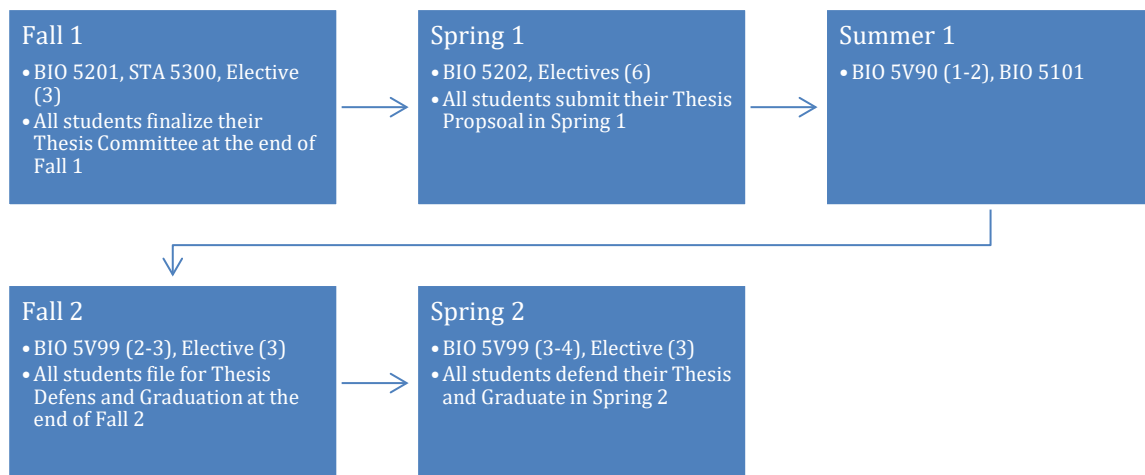 Fall 1
• BIO 5201, STA 5300, Elective
(3)
• All students finalize their
Thesis Committee at the end of
Fall 1
Spring 1
• BIO 5202, Electives (6)
• All students submit their Thesis
Propsoal in Spring 1
Summer 1
• BIO 5V90 (1-2), BIO 5101
Fall 2
• BIO 5V99 (2-3), Elective (3)
• All students file for Thesis
Defens and Graduation at the
end of Fall 2
Spring 2
• BIO 5V99 (3-4), Elective (3)
• All students defend their Thesis
and Graduate in Spring 2